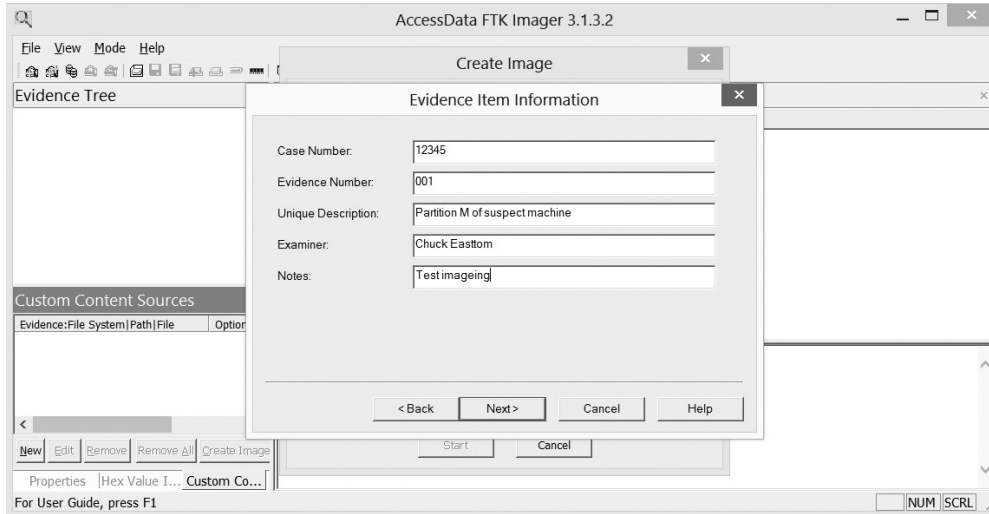 AccessData FTK Imager 3.1.3.2
File View Mode Help
Create Image
Evidence Tree
Evidence Item Information
Case Number: 12345
Evidence Number: 001
Unique Description: Partition M of suspect machine
Examiner: Chuck Easttom
Notes: Test imageing
Custom Content Sources
Evidence:File System|Path|File Option
< Back Next > Cancel Help
New Edit Remove Remove All Create Image
Start Cancel
Properties Hex Value I... Custom Co...
For User Guide, press F1
NUM SCRL